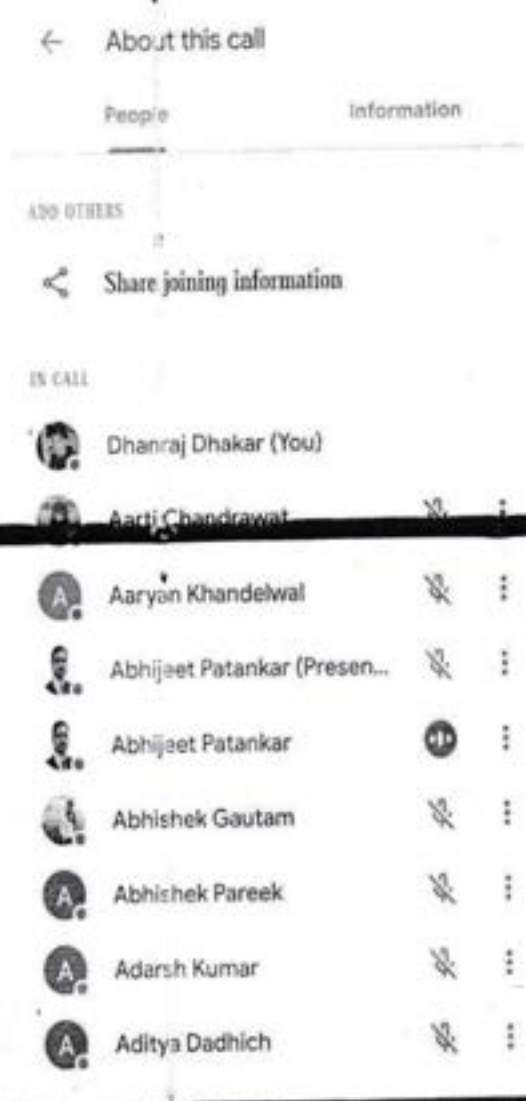 About this call
People Information
ADD OTHERS
Share joining information
IN CALL
Dhanraj Dhakar (You)
Aarti Chandrawat
A Aaryan Khandelwal
Abhijeet Patankar (Presen...
Abhijeet Patankar
Abhishek Gautam
A Abhishek Pareek
A Adarsh Kumar
A Aditya Dadhich